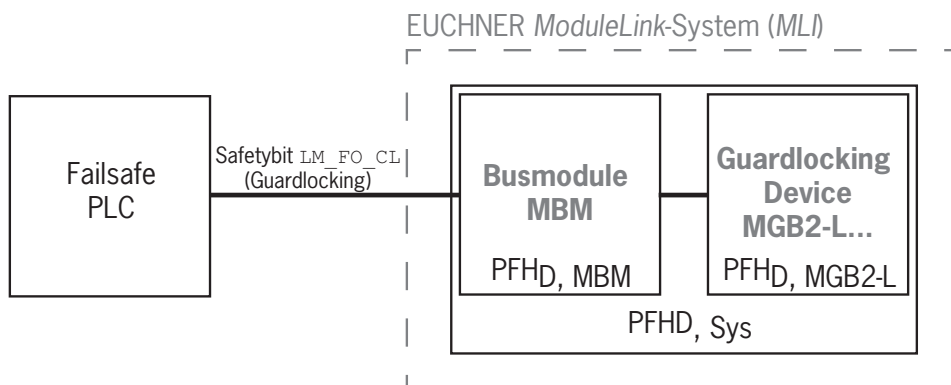 EUCHNER ModuleLink-System (MLI)
Failsafe
PLC
Safetybit LM_FO_CL
(Guardlocking)
Busmodule
MBM
PFHD, MBM
Guardlocking
Device
MGB2-L...
PFHD, MGB2-L
PFHD, Sys